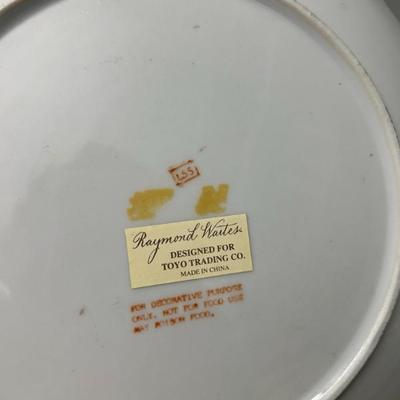 LSS
Raymond Waites
DESIGNED FOR
TOYO TRADING CO.
MADE IN CHINA
FOR DECORATIVE PURPOSE
ONLY. NOT FOR FOOD USE
MAY POISON FOOD.